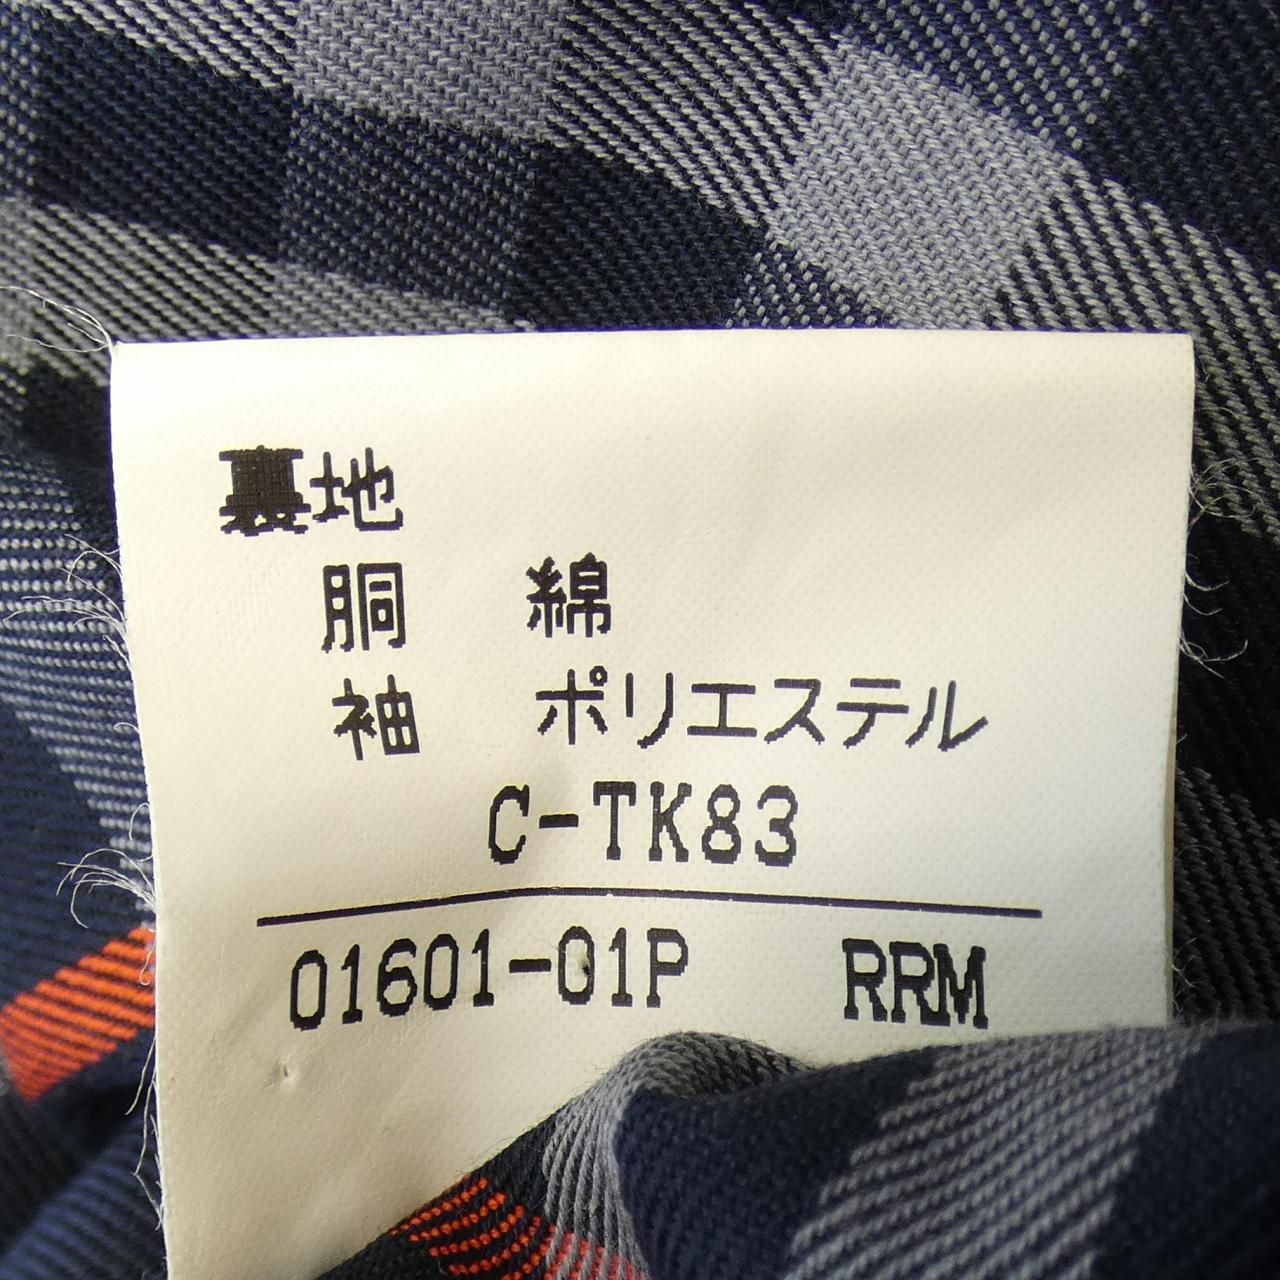 裏地
胴 綿
袖 ポリエステル
C-TK83
01601-01P RRM